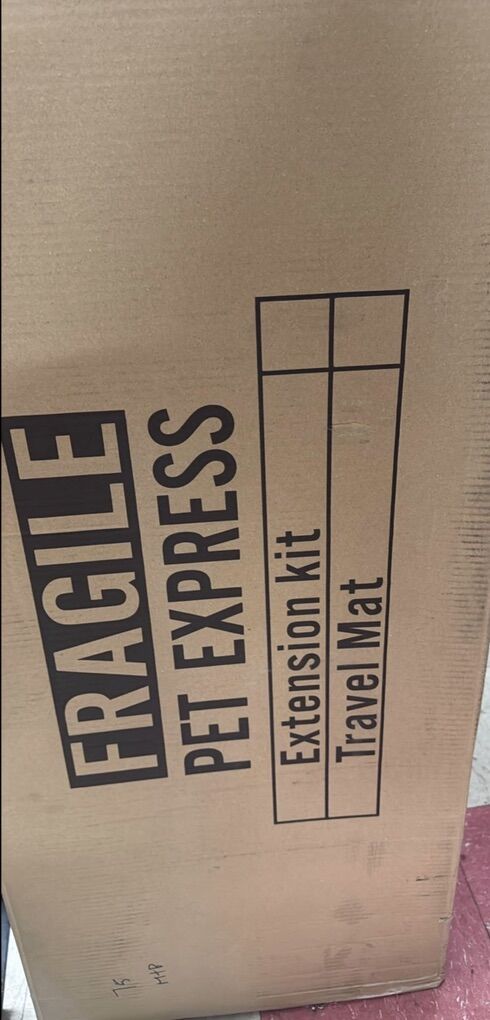 FRAGILE
PET EXPRESS
Extension kit
Travel Mat